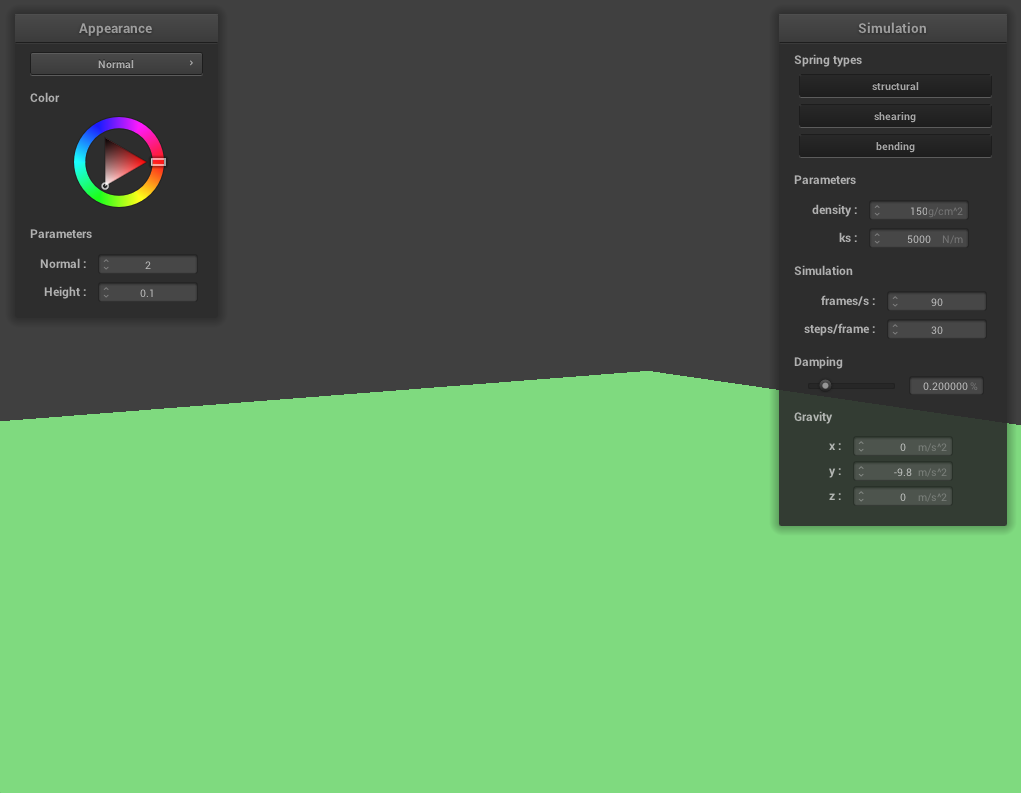 Appearance
Normal
Color
Parameters
Normal : 2
Height : 0.1
Simulation
Spring types
structural
shearing
bending
Parameters
density : 150g/cm^2
ks : 5000 N/m
Simulation
frames/s : 90
steps/frame : 30
Damping
0.200000 %
Gravity
x : 0 m/s^2
y : -9.8 m/s^2
z : 0 m/s^2